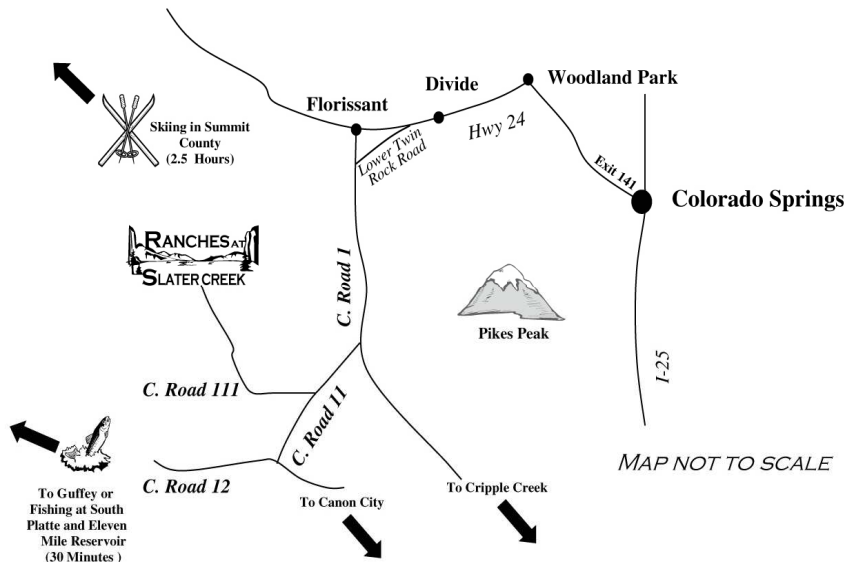 Woodland Park
Divide
Florissant
Hwy 24
Lower Twin
Rock Road
Skiing in Summit
County
(2.5 Hours)
Exit 141
Colorado Springs
RANCHES AT
SLATER CREEK
C. Road 1
Pikes Peak
I-25
C. Road 111
C. Road 11
MAP NOT TO SCALE
C. Road 12
To Cripple Creek
To Canon City
To Guffey or
Fishing at South
Platte and Eleven
Mile Reservoir
(30 Minutes )